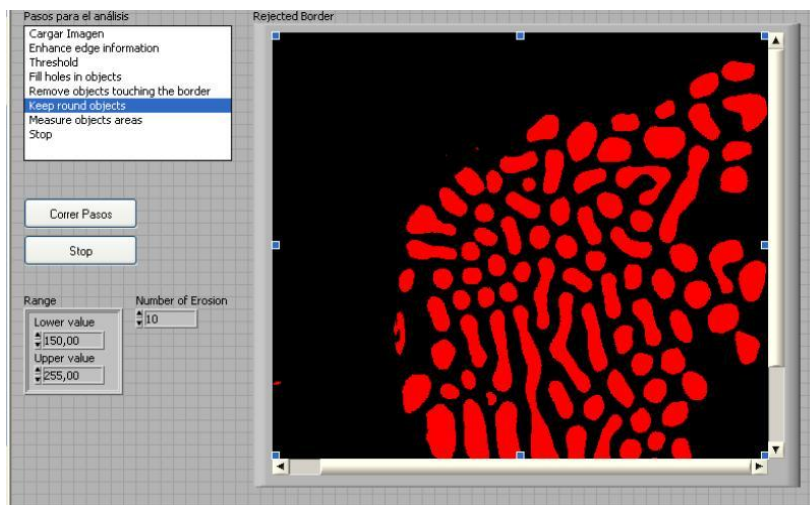 Pasos para el análisis
Cargar Imagen
Enhance edge information
Threshold
Fill holes in objects
Remove objects touching the border
Keep round objects
Measure objects areas
Stop
Correr Pasos
Stop
Range
Lower value
150,00
Upper value
255,00
Number of Erosion
10
Rejected Border